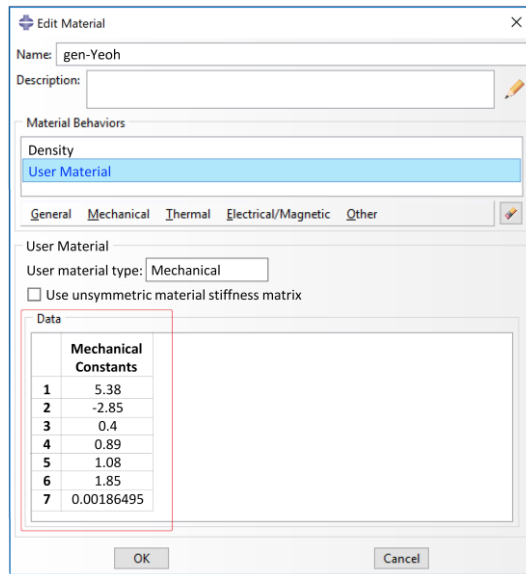 Edit Material
Name: gen-Yeoh
Description:
Material Behaviors
Density
User Material
General Mechanical Thermal Electrical/Magnetic Other
User Material
User material type: Mechanical
Use unsymmetric material stiffness matrix
Data
Mechanical
Constants
1 5.38
2 -2.85
3 0.4
4 0.89
5 1.08
6 1.85
7 0.00186495
OK Cancel